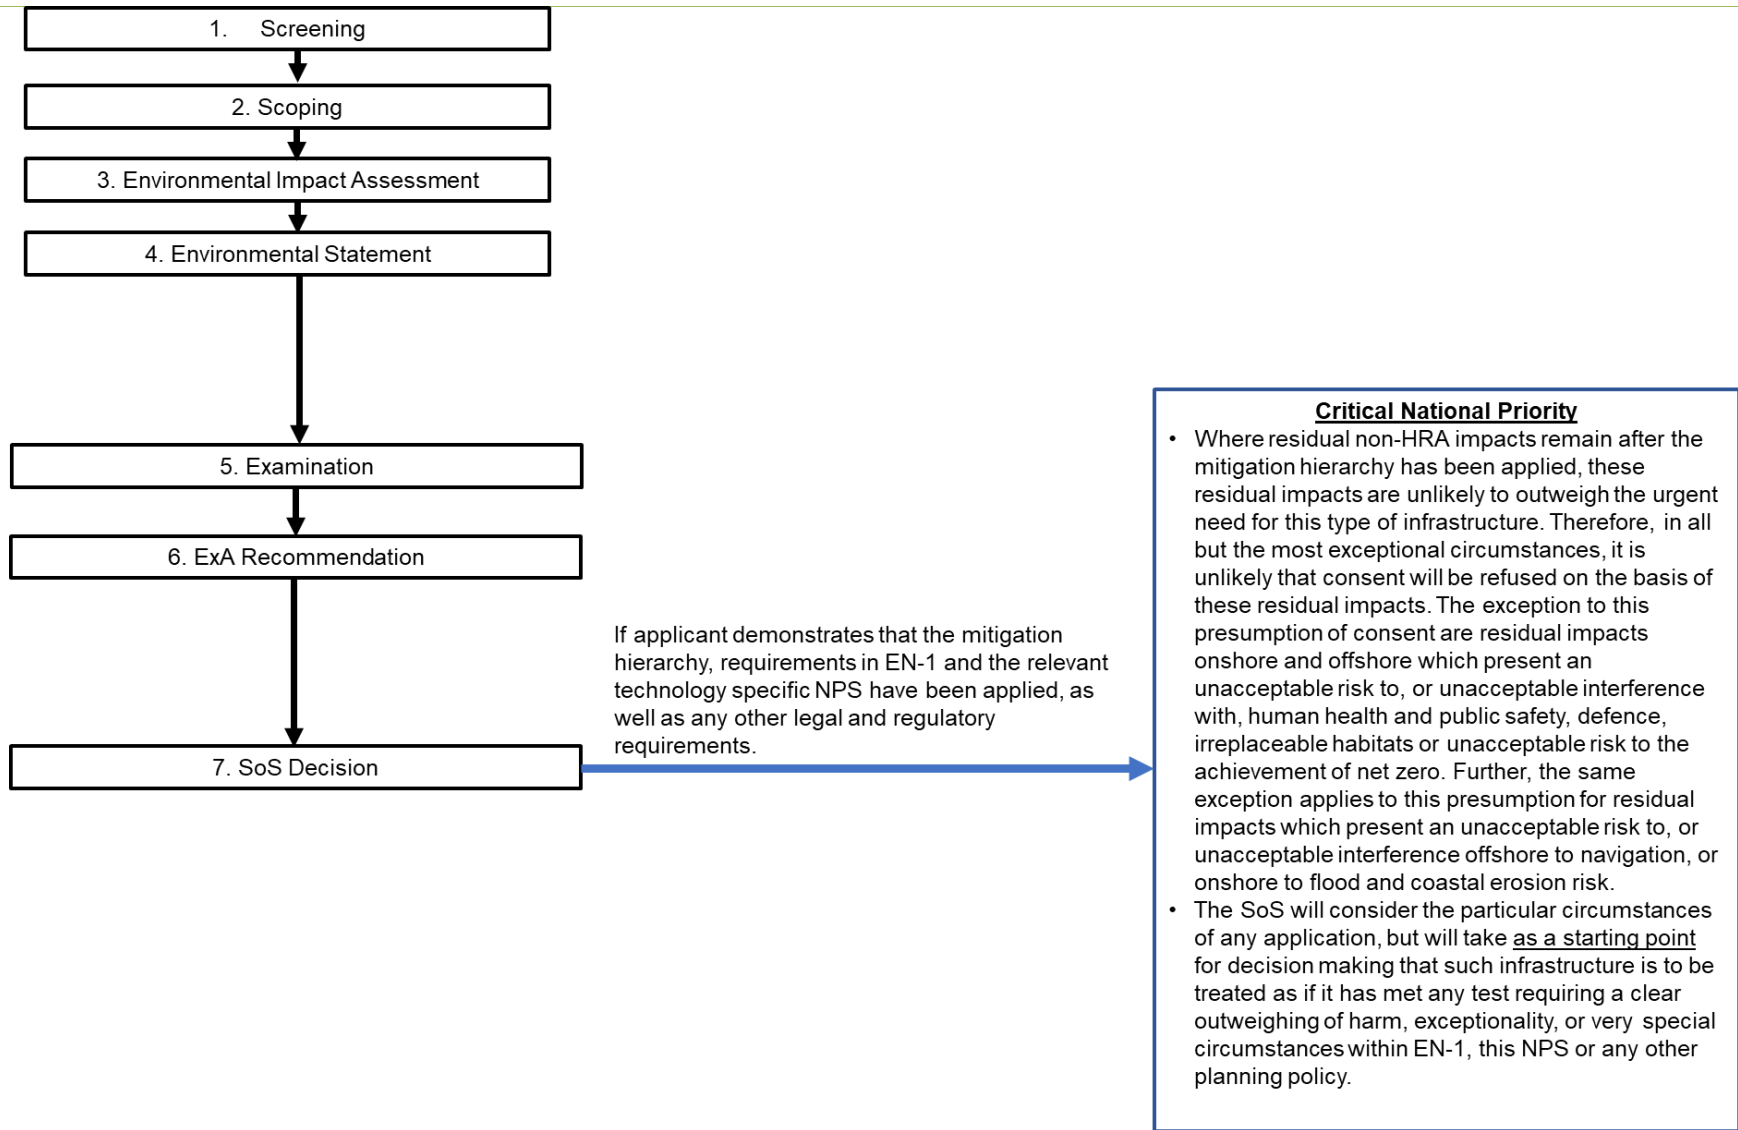 1. Screening
2. Scoping
3. Environmental Impact Assessment
4. Environmental Statement
5. Examination
6. ExA Recommendation
7. SoS Decision
If applicant demonstrates that the mitigation
hierarchy, requirements in EN-1 and the relevant
technology specific NPS have been applied, as
well as any other legal and regulatory
requirements.
Critical National Priority
• Where residual non-HRA impacts remain after the
mitigation hierarchy has been applied, these
residual impacts are unlikely to outweigh the urgent
need for this type of infrastructure. Therefore, in all
but the most exceptional circumstances, it is
unlikely that consent will be refused on the basis of
these residual impacts. The exception to this
presumption of consent are residual impacts
onshore and offshore which present an
unacceptable risk to, or unacceptable interference
with, human health and public safety, defence,
irreplaceable habitats or unacceptable risk to the
achievement of net zero. Further, the same
exception applies to this presumption for residual
impacts which present an unacceptable risk to, or
unacceptable interference offshore to navigation, or
onshore to flood and coastal erosion risk.
• The SoS will consider the particular circumstances
of any application, but will take as a starting point
for decision making that such infrastructure is to be
treated as if it has met any test requiring a clear
outweighing of harm, exceptionality, or very special
circumstances within EN-1, this NPS or any other
planning policy.